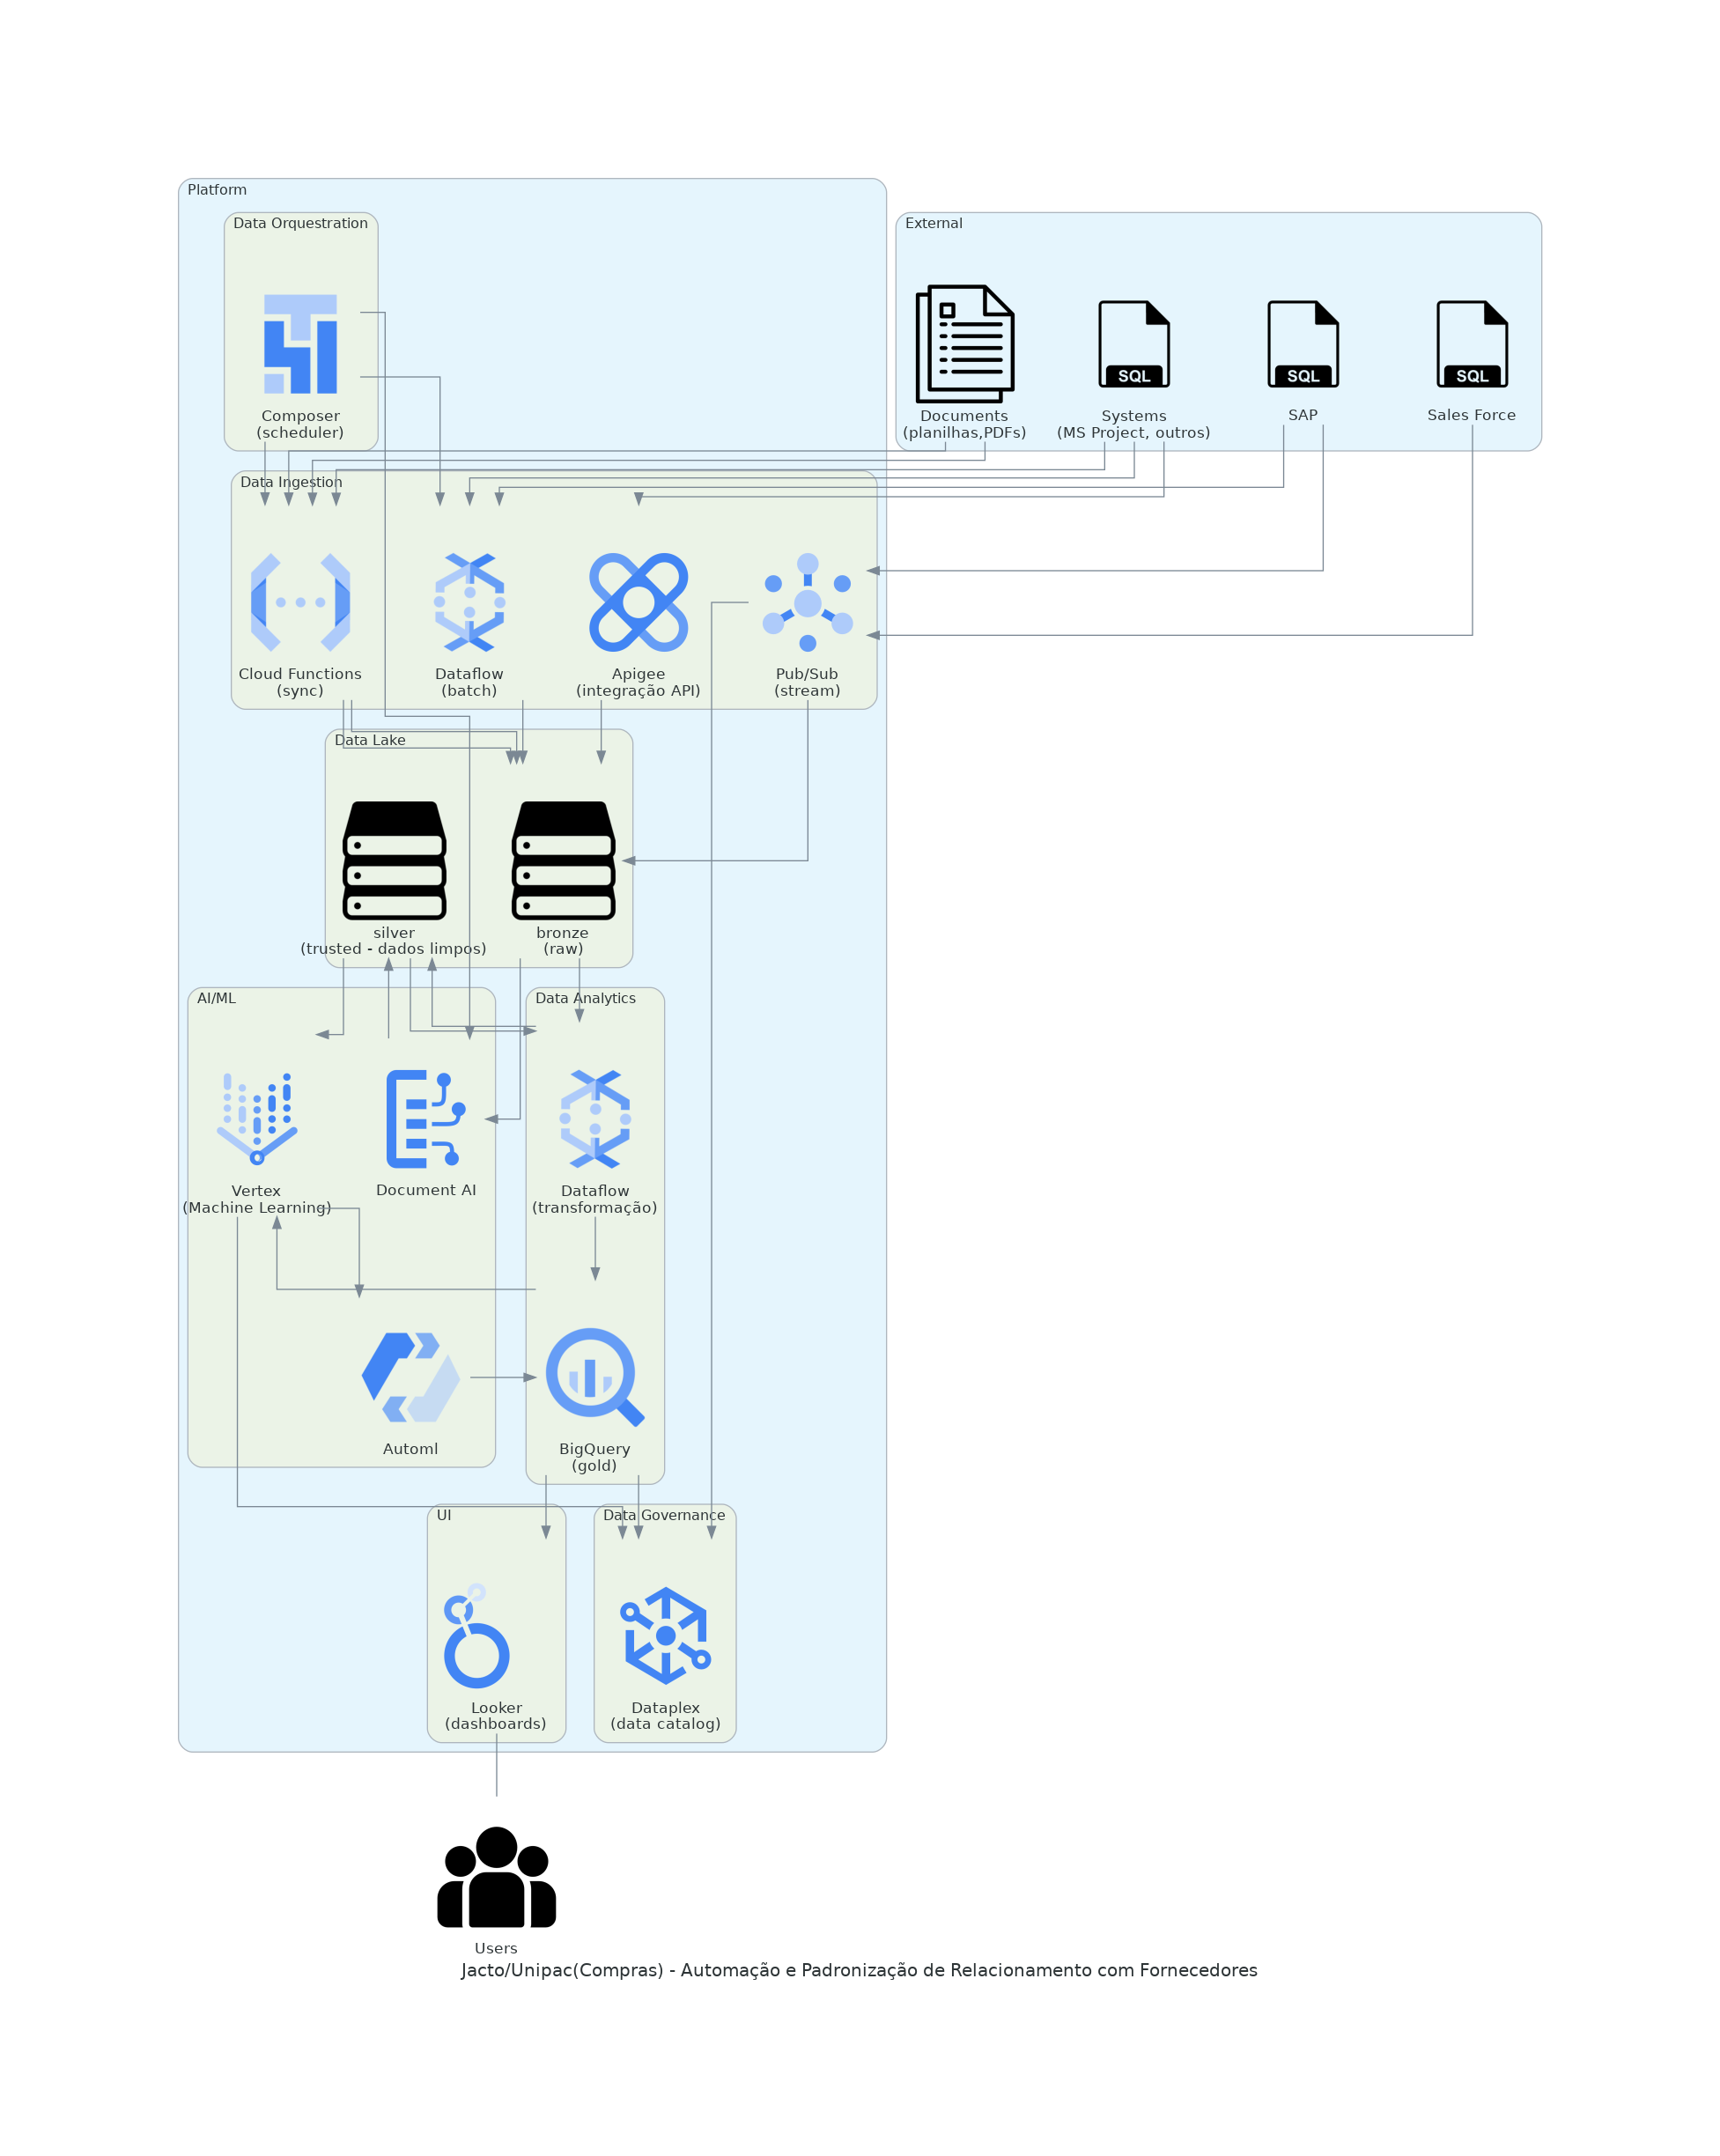 Platform
Data Orquestration
Composer
(scheduler)
External
Documents
(planilhas,PDFs)
SQL
Systems
(MS Project, outros)
SQL
SAP
SQL
Sales Force
Data Ingestion
Cloud Functions
(sync)
Dataflow
(batch)
Apigee
(integração API)
Pub/Sub
(stream)
Data Lake
silver
(trusted - dados limpos)
bronze
(raw)
AI/ML
Vertex
(Machine Learning)
Document AI
Automl
Data Analytics
Dataflow
(transformação)
BigQuery
(gold)
UI
Looker
(dashboards)
Data Governance
Dataplex
(data catalog)
Users
Jacto/Unipac(Compras) - Automação e Padronização de Relacionamento com Fornecedores